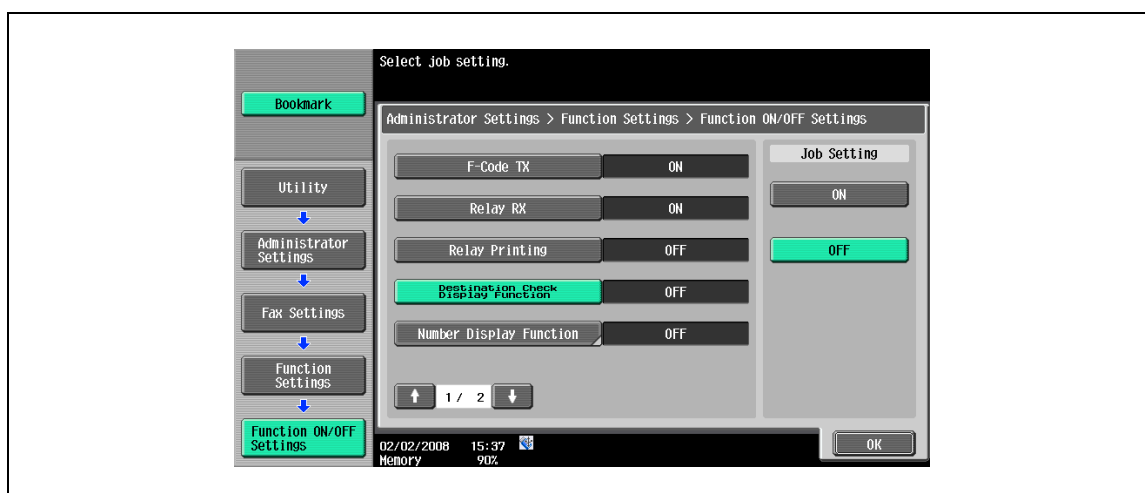 Select job setting.
Bookmark
Administrator Settings > Function Settings > Function ON/OFF Settings
Utility
Administrator
Settings
Fax Settings
Function
Settings
Function ON/OFF
Settings
F-Code TX ON
Relay RX ON
Relay Printing OFF
Destination Check
Display Function OFF
Number Display Function OFF
1/ 2
Job Setting
ON
OFF
02/02/2008 15:37
Memory 90%
OK